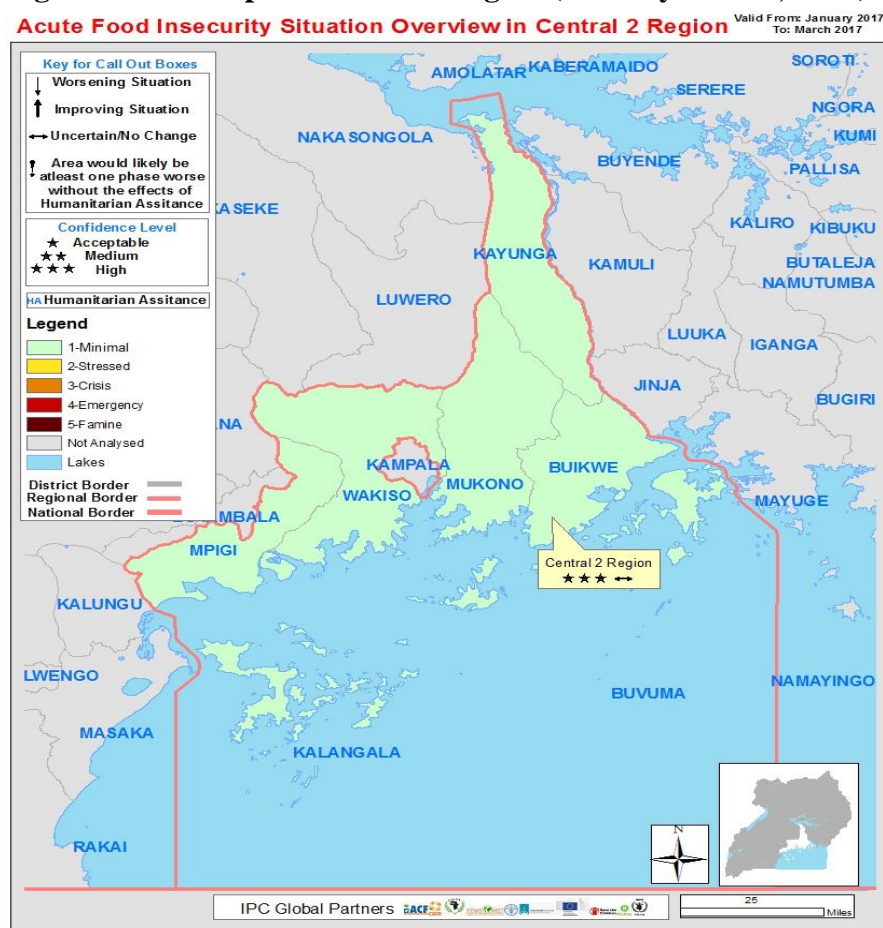 Acute Food Insecurity Situation Overview in Central 2 Region
Valid From: January 2017
To: March 2017
Key for Call Out Boxes
Worsening Situation
Improving Situation
Uncertain/No Change
Area would likely be
atleast one phase worse
without the effects of
Humanitarian Assitance
Confidence Level
Acceptable
Medium
High
HA Humanitarian Assitance
Legend
1-Minimal
2-Stressed
3-Crisis
4-Emergency
5-Famine
Not Analysed
Lakes
District Border
Regional Border
National Border
AMOLATAR
KABERAMAIDO
SOROTI
SERERE
NGORA
KUMI
NAKASONGOLA
BUYENDE
PALLISA
KASEKE
KALIRO
KIBUKU
KAYUNGA
KAMULI
BUTALEJA
NAMUTUMBA
LUWERO
LUUKA
IGANGA
JINJA
BUGIRI
ANA
KAMPALA
BUIKWE
WAKISO
MUKONO
MAYUGE
MBALA
MPIGI
Central 2 Region
KALUNGU
LWENGO
BUVUMA
NAMAYINGO
MASAKA
KALANGALA
RAKAI
N
IPC Global Partners
ACF
care
25
Miles